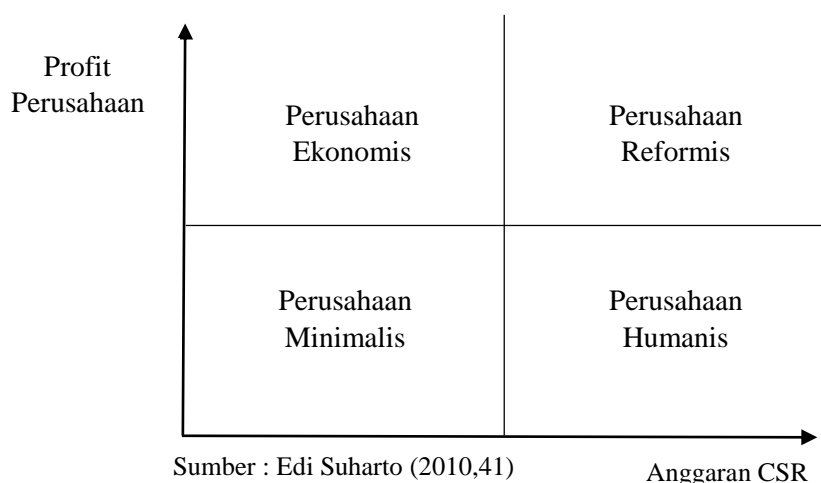 Profit
Perusahaan
Perusahaan
Ekonomis
Perusahaan
Reformis
Perusahaan
Minimalis
Perusahaan
Humanis
Sumber : Edi Suharto (2010,41)
Anggaran CSR